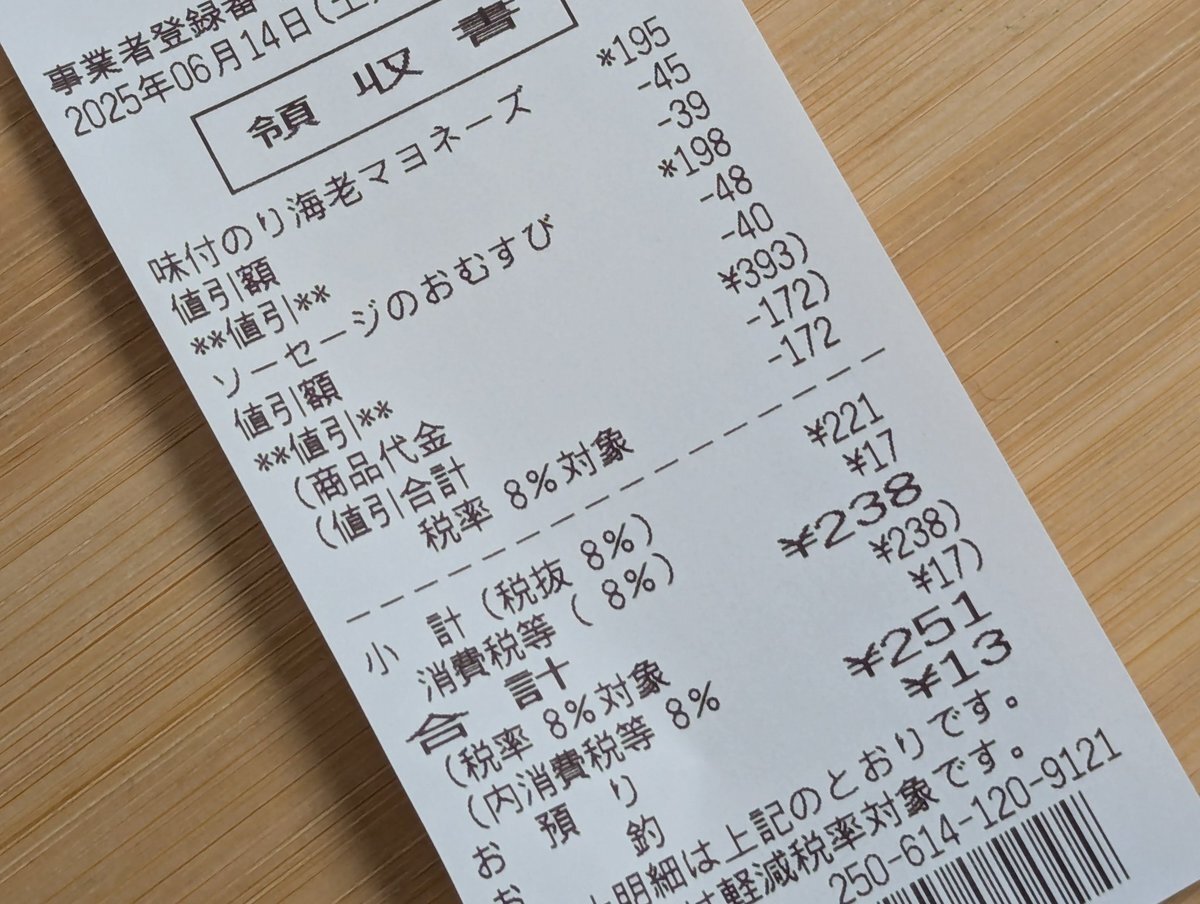 事業者登録番
2025年06月14日(土)
領収書
味付のり海老マヨネーズ *195
値引額 -45
**値引** -39
ソーセージのおむすび *198
値引額 -48
**値引** -40
(商品代金 ¥393)
(値引合計 -172)
税率 8%対象 -172
小 計(税抜 8%) ¥221
消費税等( 8%) ¥17
合 計 ¥238
(税率 8%対象 ¥238)
(内消費税等 8% ¥17)
お 預 り ¥251
お 釣 ¥13
明細は上記のとおりです。
は軽減税率対象です。
250-614-120-9121